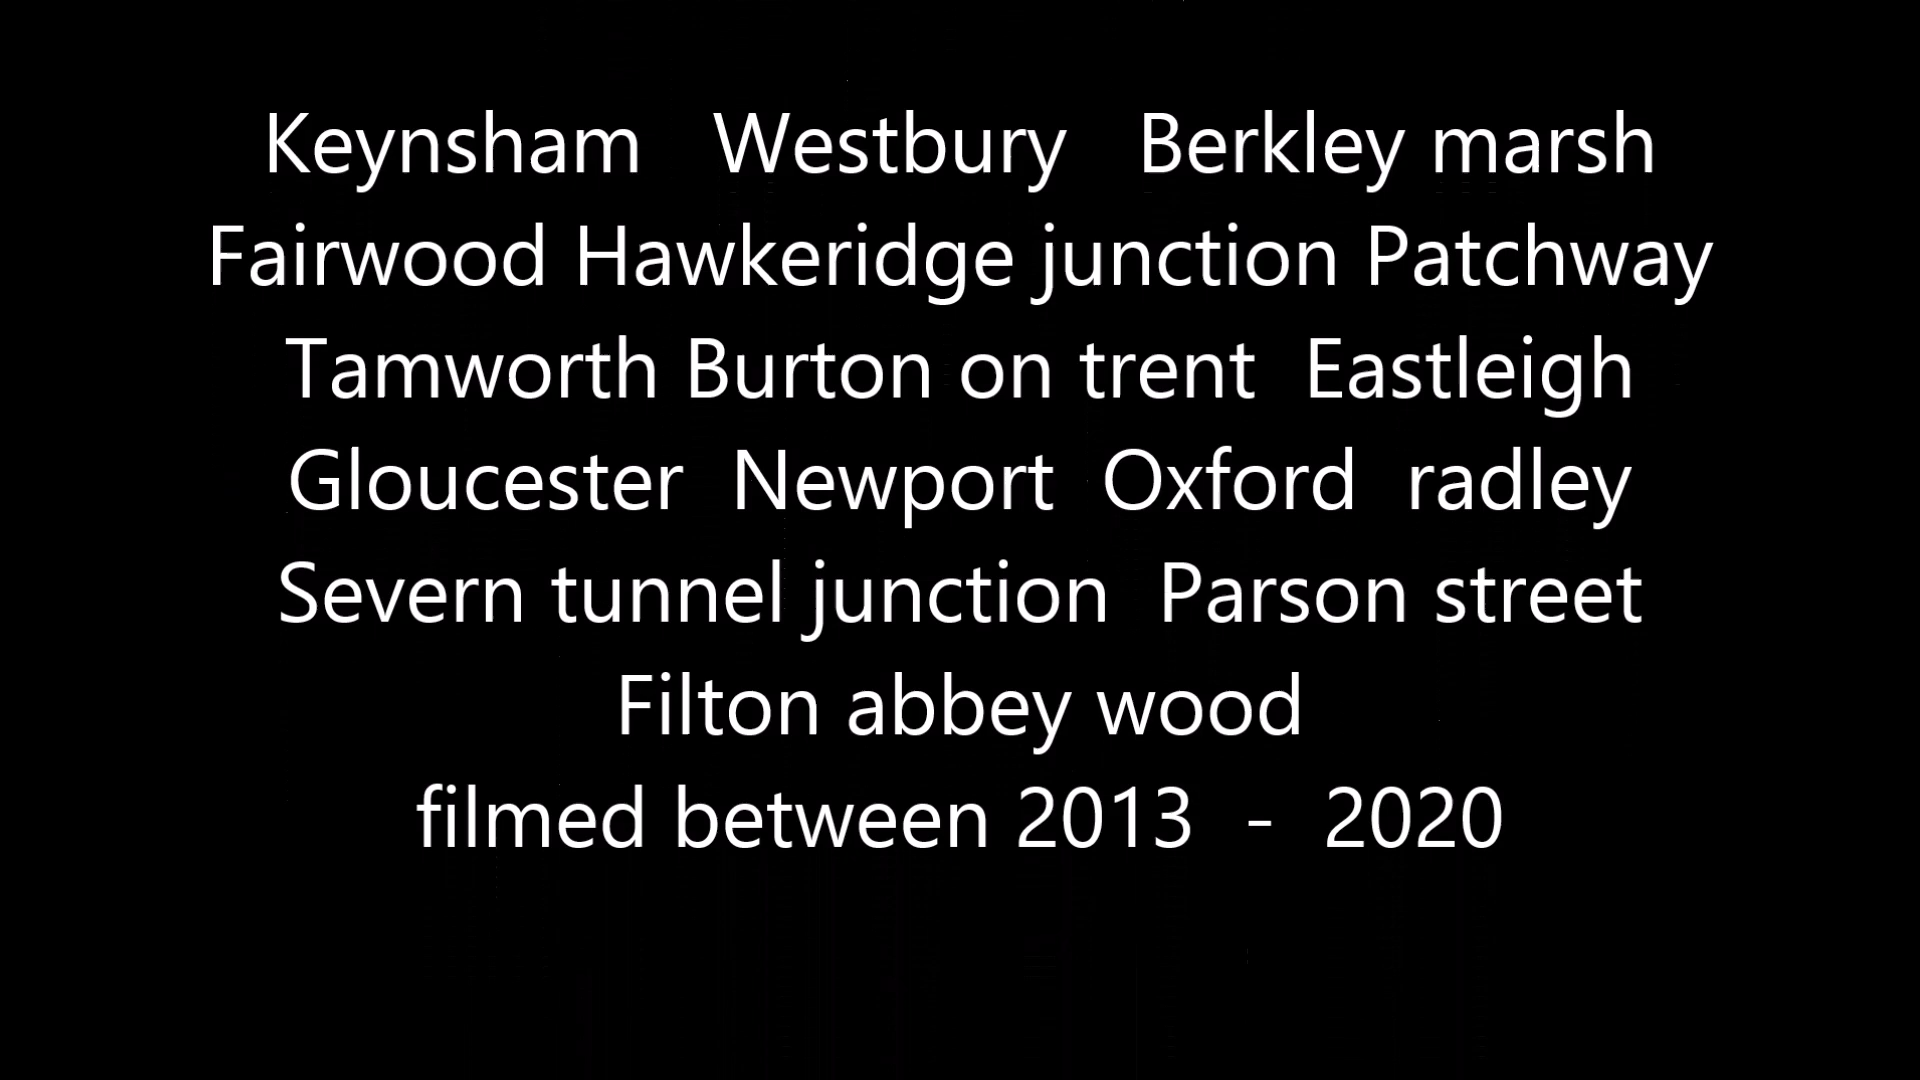 Keynsham Westbury Berkley marsh
Fairwood Hawkeridge junction Patchway
Tamworth Burton on trent Eastleigh
Gloucester Newport Oxford radley
Severn tunnel junction Parson street
Filton abbey wood
filmed between 2013 - 2020